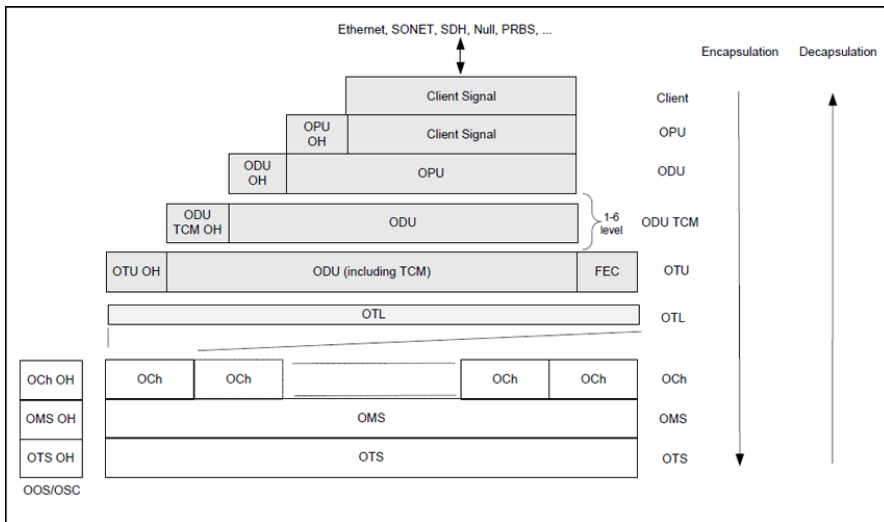 Ethernet, SONET, SDH, Null, PRBS, ...
Encapsulation
Decapsulation
Client Signal
Client
OPU
OH
Client Signal
OPU
ODU
OH
OPU
ODU
ODU
TCM OH
ODU
1-6
level
ODU TCM
OTU OH
ODU (including TCM)
FEC
OTU
OTL
OTL
OCh OH
OCh
OCh
OCh
OCh
OCh
OMS OH
OMS
OMS
OTS OH
OTS
OTS
OOS/OSC